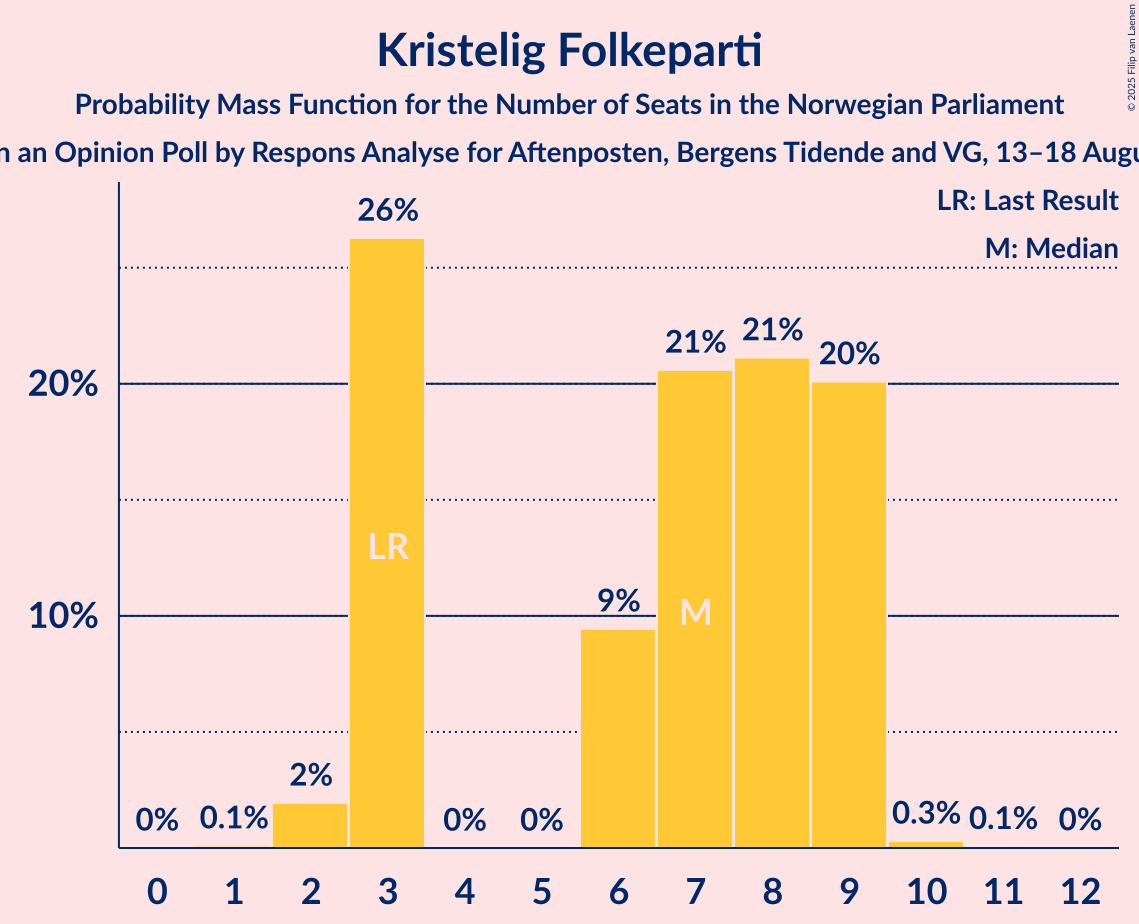 Kristelig Folkeparti
Probability Mass Function for the Number of Seats in the Norwegian Parliament
an Opinion Poll by Respons Analyse for Aftenposten, Bergens Tidende and VG, 13–18
© 2025 Filip van Laenen
LR: Last Result
M: Median
26%
21%
21%
20%
20%
LR
9%
M
10%
2%
0%
0.1%
0%
0%
0.3%
0.1%
0%
0 1 2 3 4 5 6 7 8 9 10 11 12